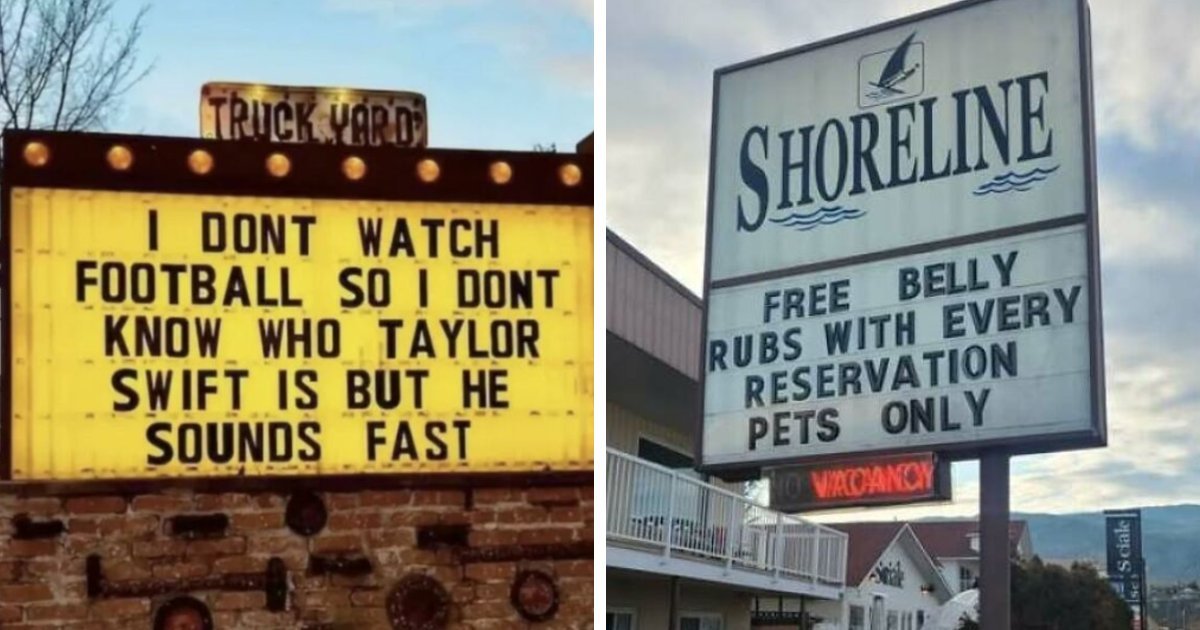 TRUCK YARD
I DONT WATCH
FOOTBALL SO I DONT
KNOW WHO TAYLOR
SWIFT IS BUT HE
SOUNDS FAST
SHORELINE
FREE BELLY
RUBS WITH EVERY
RESERVATION
PETS ONLY
VACANCY
Sciale